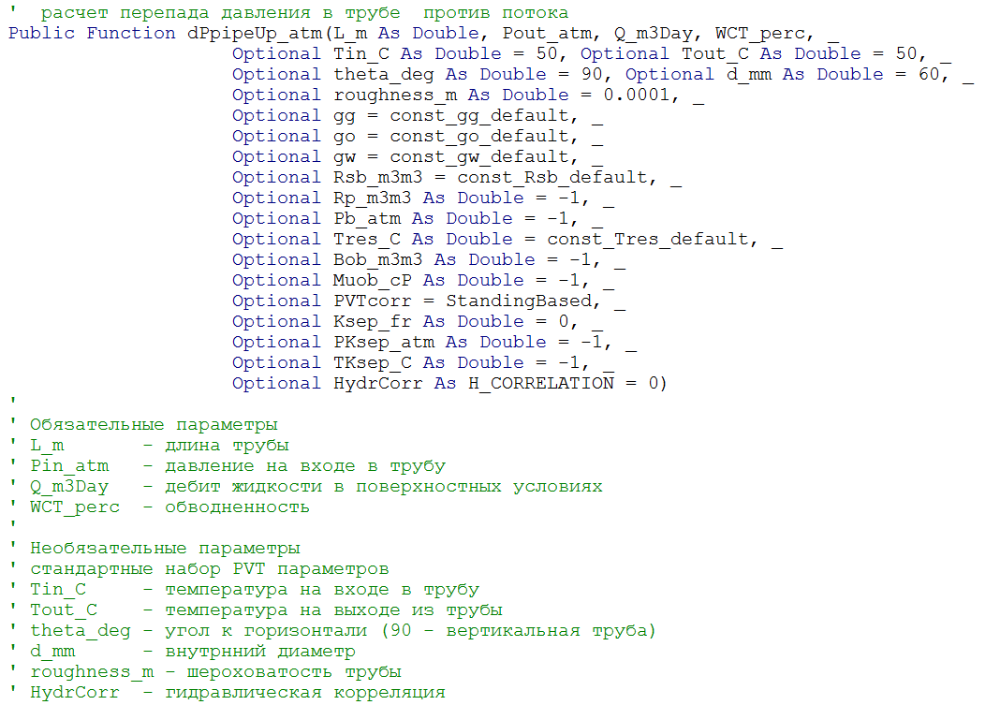 '  расчет перепада давления в трубе  против потока
Public Function dPpipeUp_atm(L_m As Double, Pout_atm, Q_m3Day, WCT_perc, _
Optional Tin_C As Double = 50, Optional Tout_C As Double = 50, _
Optional theta_deg As Double = 90, Optional d_mm As Double = 60, _
Optional roughness_m As Double = 0.0001, _
Optional gg = const_gg_default, _
Optional go = const_go_default, _
Optional gw = const_gw_default, _
Optional Rsb_m3m3 = const_Rsb_default, _
Optional Rp_m3m3 As Double = -1, _
Optional Pb_atm As Double = -1, _
Optional Tres_C As Double = const_Tres_default, _
Optional Bob_m3m3 As Double = -1, _
Optional Muob_cP As Double = -1, _
Optional PVTcorr = StandingBased, _
Optional Ksep_fr As Double = 0, _
Optional PKsep_atm As Double = -1, _
Optional TKsep_C As Double = -1, _
Optional HydrCorr As H_CORRELATION = 0)
'
' Обязательные параметры
' L_m       - длина трубы
' Pin_atm   - давление на входе в трубу
' Q_m3Day   - дебит жидкости в поверхностных условиях
' WCT_perc  - обводненность
'
' Необязательные параметры
' стандартные набор PVT параметров
' Tin_C     - температура на входе в трубу
' Tout_C    - температура на выходе из трубы
' theta_deg - угол к горизонтали (90 - вертикальная труба)
' d_mm      - внутрнний диаметр
' roughness_m - шероховатость трубы
' HydrCorr  - гидравлическая корреляция